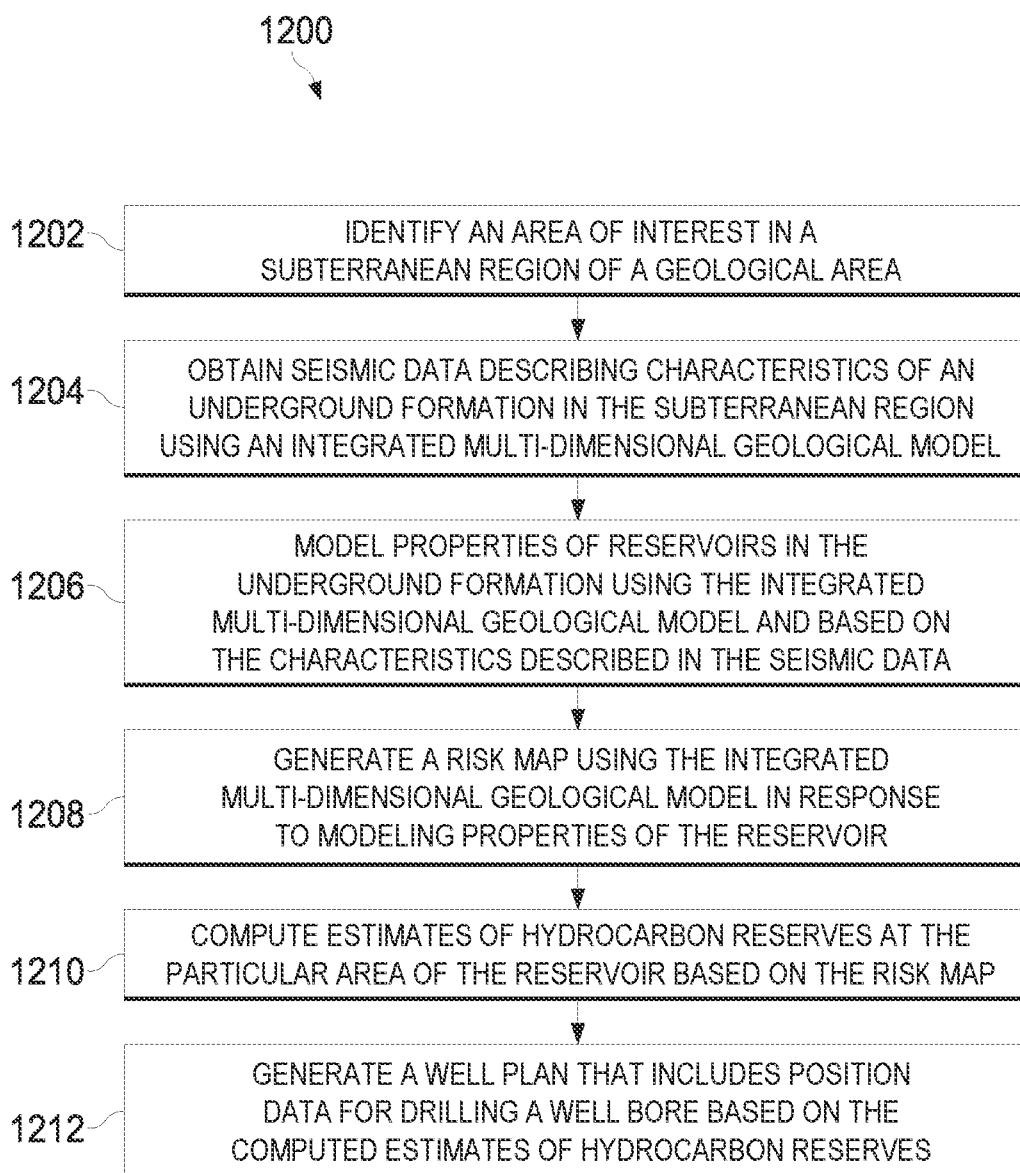 1200
1202
IDENTIFY AN AREA OF INTEREST IN A
SUBTERRANEAN REGION OF A GEOLOGICAL AREA
1204
OBTAIN SEISMIC DATA DESCRIBING CHARACTERISTICS OF AN
UNDERGROUND FORMATION IN THE SUBTERRANEAN REGION
USING AN INTEGRATED MULTI-DIMENSIONAL GEOLOGICAL MODEL
1206
MODEL PROPERTIES OF RESERVOIRS IN THE
UNDERGROUND FORMATION USING THE INTEGRATED
MULTI-DIMENSIONAL GEOLOGICAL MODEL AND BASED ON
THE CHARACTERISTICS DESCRIBED IN THE SEISMIC DATA
1208
GENERATE A RISK MAP USING THE INTEGRATED
MULTI-DIMENSIONAL GEOLOGICAL MODEL IN RESPONSE
TO MODELING PROPERTIES OF THE RESERVOIR
1210
COMPUTE ESTIMATES OF HYDROCARBON RESERVES AT THE
PARTICULAR AREA OF THE RESERVOIR BASED ON THE RISK MAP
1212
GENERATE A WELL PLAN THAT INCLUDES POSITION
DATA FOR DRILLING A WELL BORE BASED ON THE
COMPUTED ESTIMATES OF HYDROCARBON RESERVES